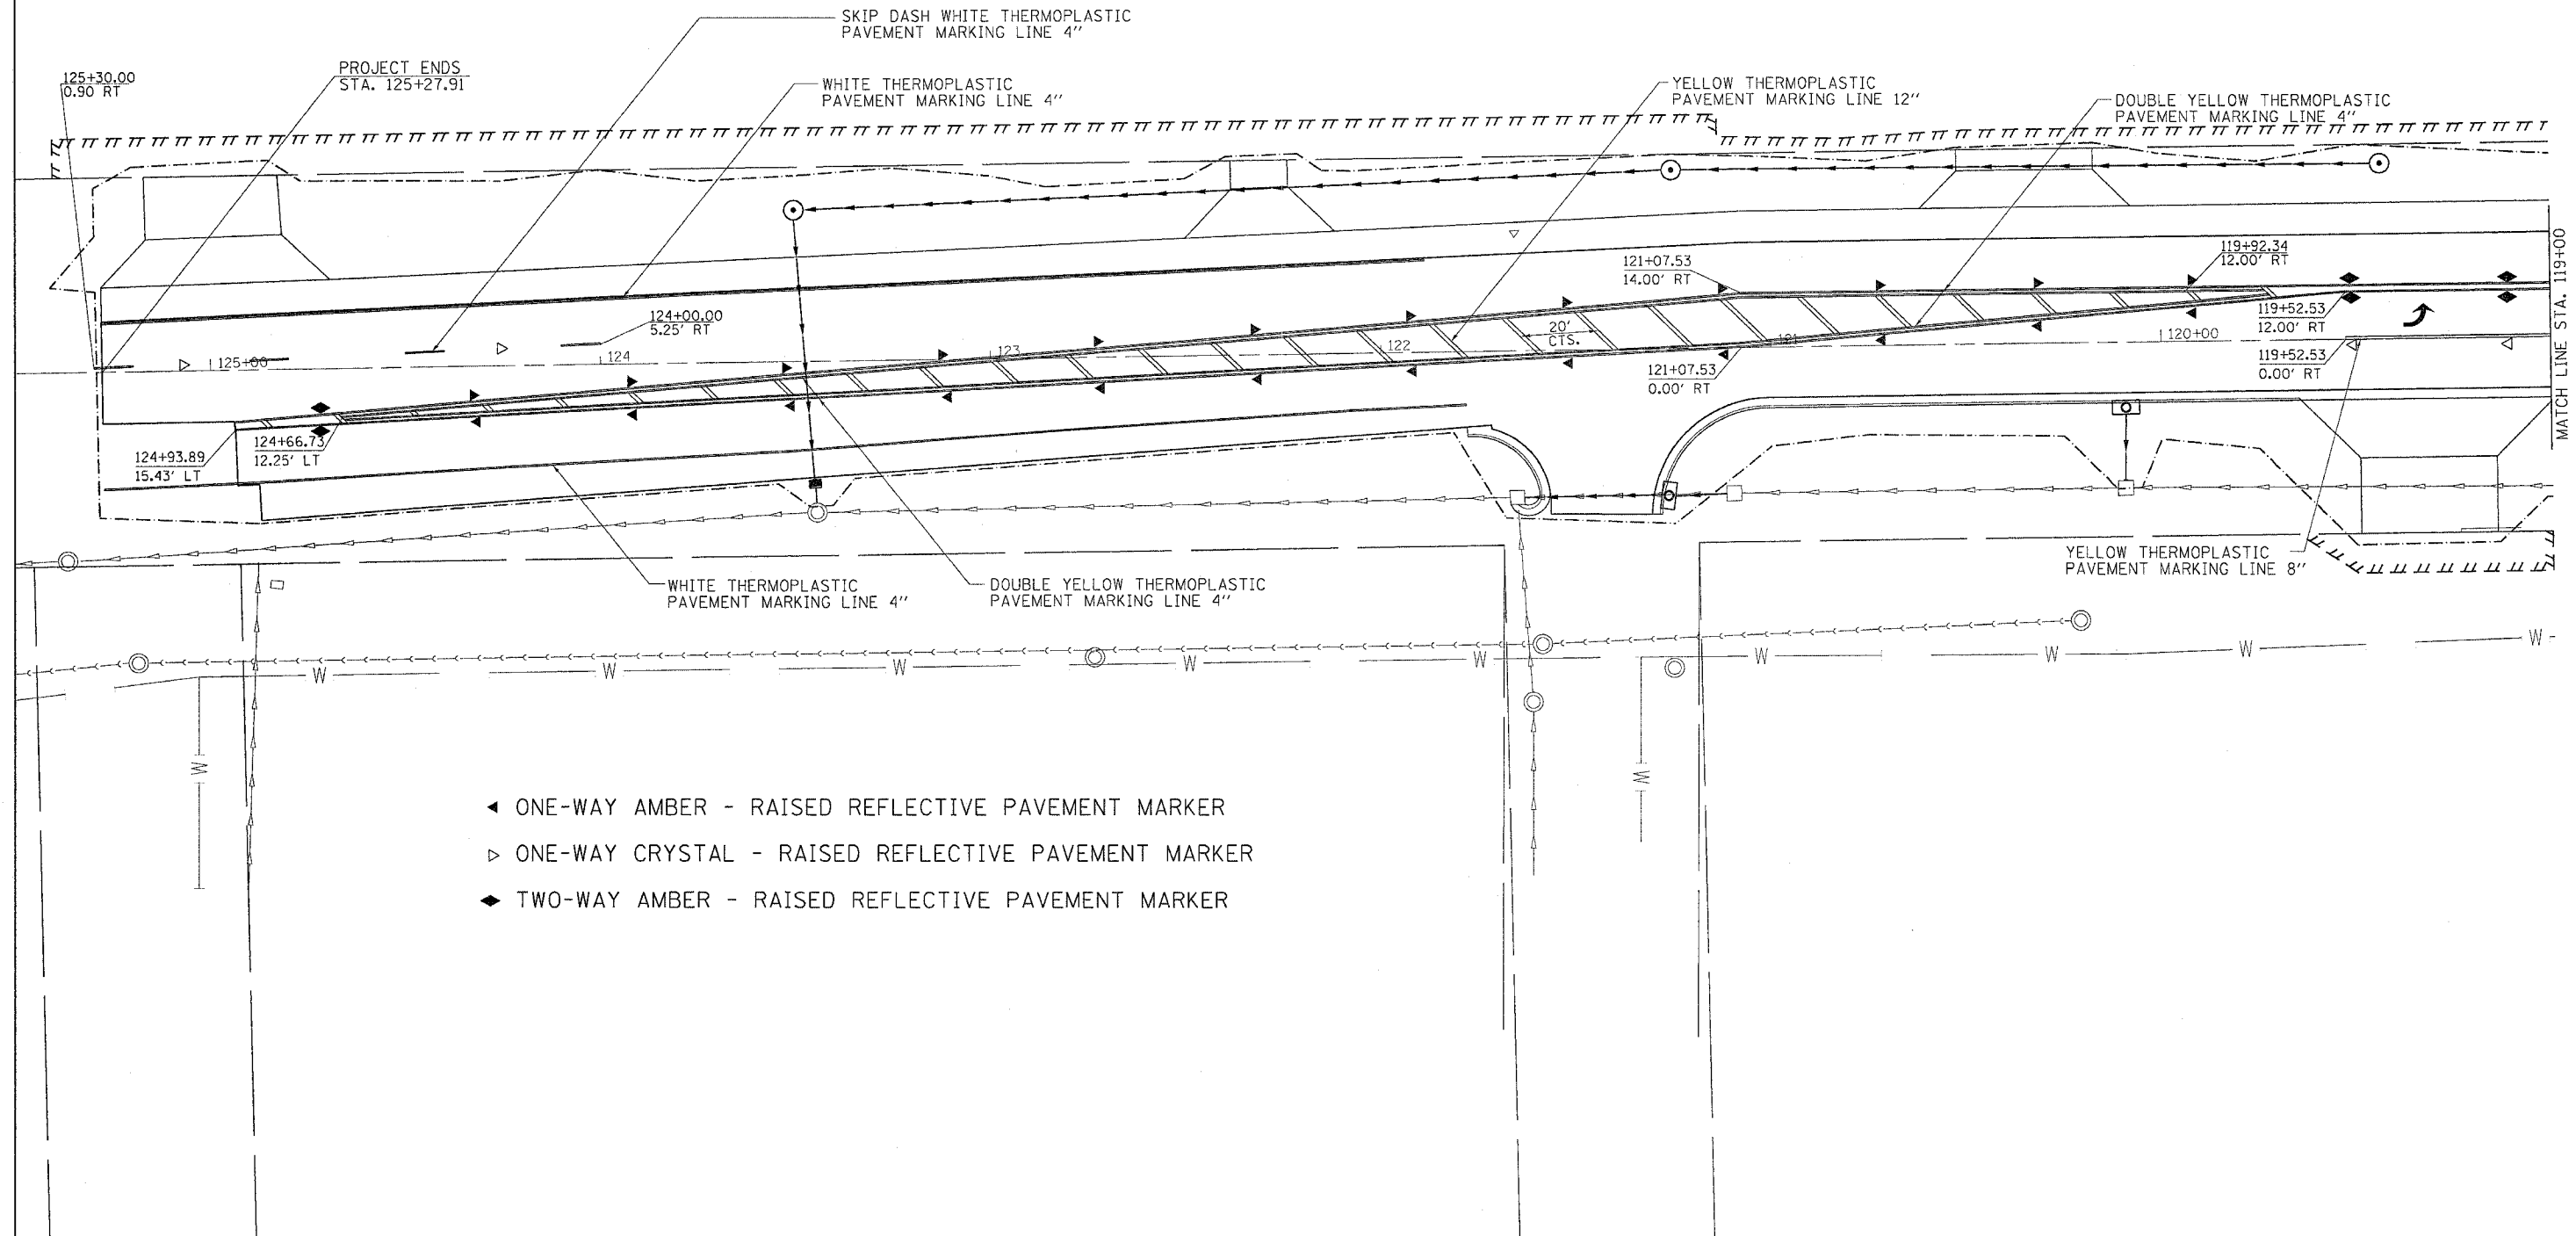 SKIP DASH WHITE THERMOPLASTIC
PAVEMENT MARKING LINE 4"
125+30.00
0.90 RT
PROJECT ENDS
STA. 125+27.91
WHITE THERMOPLASTIC
PAVEMENT MARKING LINE 4"
YELLOW THERMOPLASTIC
PAVEMENT MARKING LINE 12"
DOUBLE YELLOW THERMOPLASTIC
PAVEMENT MARKING LINE 4"
121+07.53
14.00' RT
119+92.34
12.00' RT
MATCH LINE STA. 119+00
124+00.00
5.25' RT
119+52.53
12.00' RT
20'
CTS.
125+00
124
123
122
121
120+00
121+07.53
0.00' RT
119+52.53
0.00' RT
124+93.89
15.43' LT
124+66.73
12.25' LT
WHITE THERMOPLASTIC
PAVEMENT MARKING LINE 4"
DOUBLE YELLOW THERMOPLASTIC
PAVEMENT MARKING LINE 4"
YELLOW THERMOPLASTIC
PAVEMENT MARKING LINE 8"
W W W W W W W W W
W
W
ONE-WAY AMBER - RAISED REFLECTIVE PAVEMENT MARKER
ONE-WAY CRYSTAL - RAISED REFLECTIVE PAVEMENT MARKER
TWO-WAY AMBER - RAISED REFLECTIVE PAVEMENT MARKER